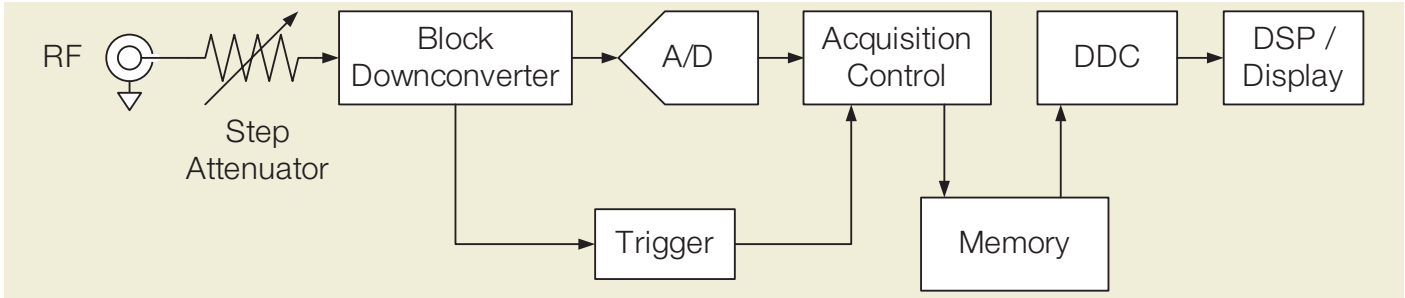 RF
Step
Attenuator
Block
Downconverter
A/D
Acquisition
Control
DDC
DSP /
Display
Trigger
Memory